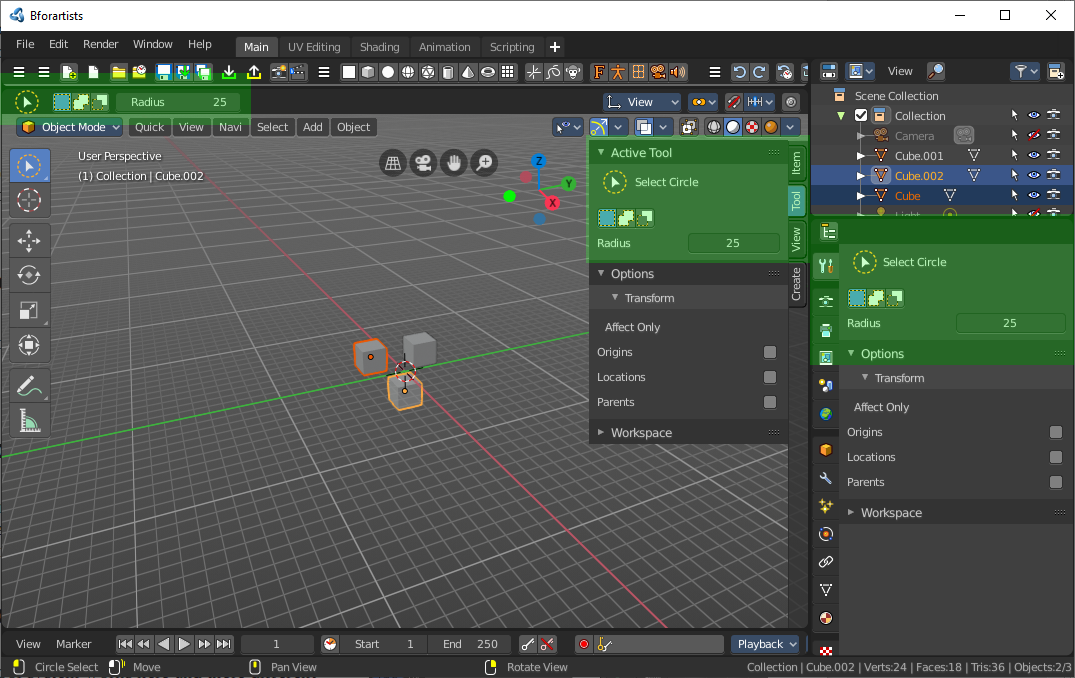 Bforartists
File Edit Render Window Help Main UV Editing Shading Animation Scripting +
View
Radius 25 View
Object Mode Quick View Navi Select Add Object
User Perspective
(1) Collection | Cube.002
Z
Y
X
Active Tool
Select Circle
Radius 25
Options
Transform
Affect Only
Origins
Locations
Parents
Workspace
Item
Tool
View
Create
Scene Collection
Collection
Camera
Cube.001
Cube.002
Cube
Light
Select Circle
Radius 25
Options
Transform
Affect Only
Origins
Locations
Parents
Workspace
View Marker 1 Start 1 End 250 Playback
Circle Select Move Pan View Rotate View Collection | Cube.002 | Verts:24 | Faces:18 | Tris:36 | Objects:2/3